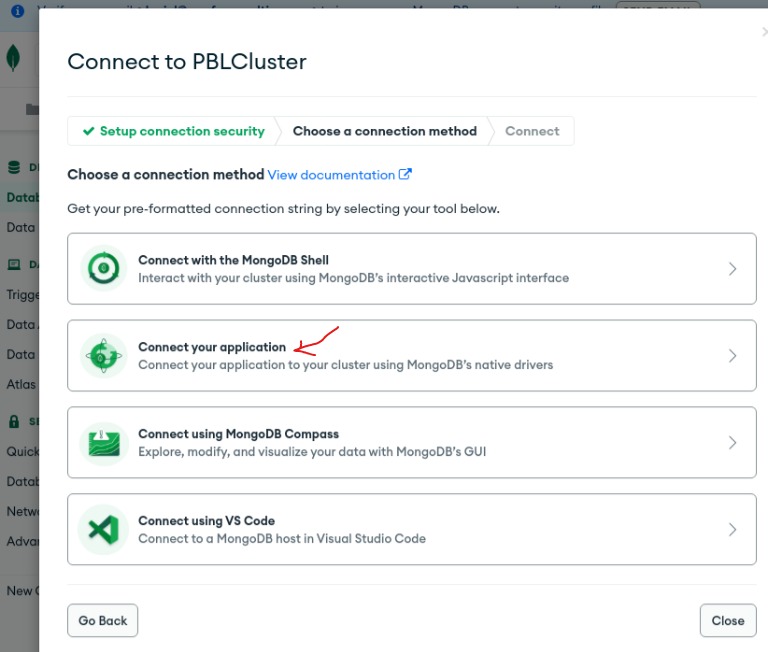 Connect to PBLCluster
Setup connection security
Choose a connection method
Connect
Choose a connection method View documentation
Get your pre-formatted connection string by selecting your tool below.
Connect with the MongoDB Shell
Interact with your cluster using MongoDB's interactive Javascript interface
Connect your application
Connect your application to your cluster using MongoDB's native drivers
Connect using MongoDB Compass
Explore, modify, and visualize your data with MongoDB's GUI
Connect using VS Code
Connect to a MongoDB host in Visual Studio Code
Go Back
Close
Datab
Data
Trigge
Data
Data
Atlas
Quick
Datab
Netw
Advar
New